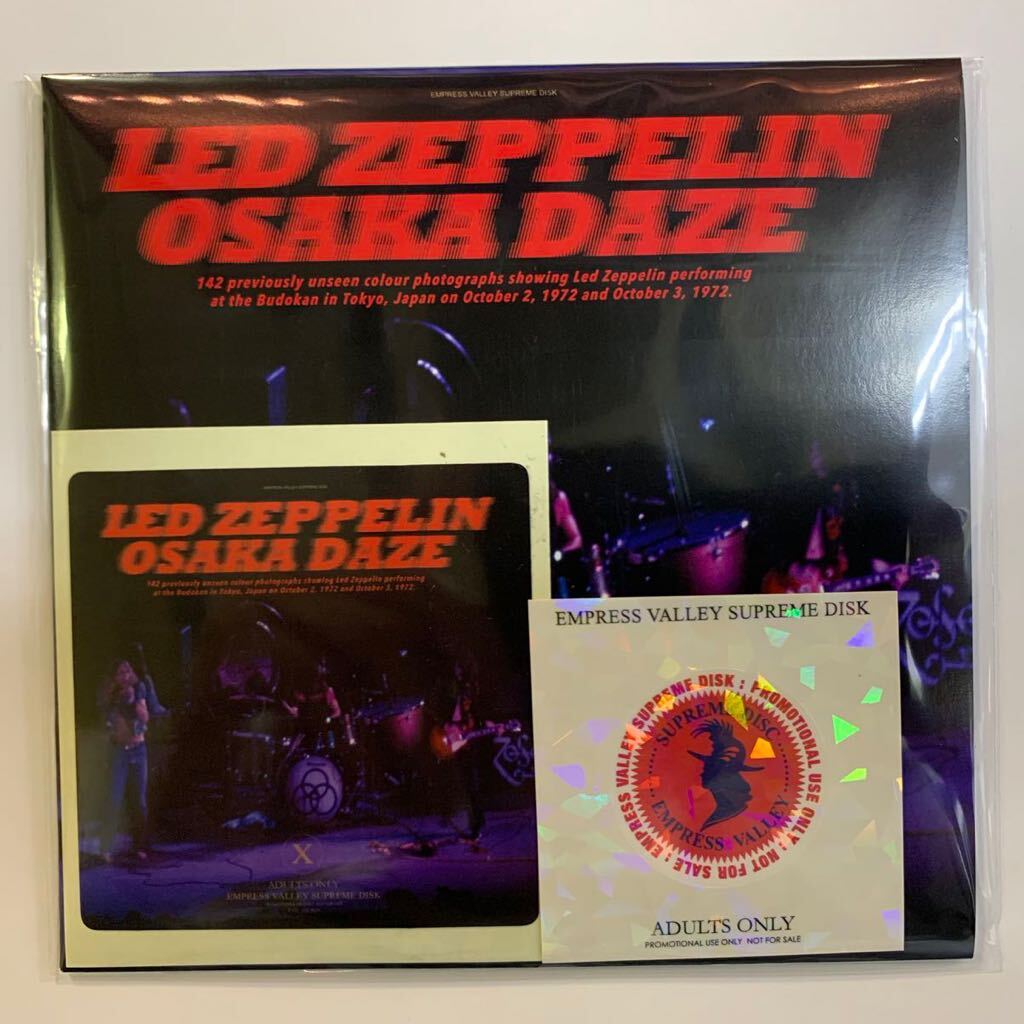 EMPRESS VALLEY SUPREME DISK
LED ZEPPELIN
OSAKA DAZE
142 previously unseen colour photographs showing Led Zeppelin performing
at the Budokan in Tokyo, Japan on October 2, 1972 and October 3, 1972.
EMPRESS VALLEY SUPREME DISK
LED ZEPPELIN
OSAKA DAZE
142 previously unseen colour photographs showing Led Zeppelin performing
at the Budokan in Tokyo, Japan on October 2, 1972 and October 3, 1972.
X
ADULTS ONLY
EMPRESS VALLEY SUPREME DISK
EMPRESS VALLEY SUPREME DISK
EMPRESS VALLEY SUPREME DISK : PROMOTIONAL USE ONLY : NOT FOR SALE :
SUPREME DISC
EMPRESS VALLEY
ADULTS ONLY
PROMOTIONAL USE ONLY NOT FOR SALE